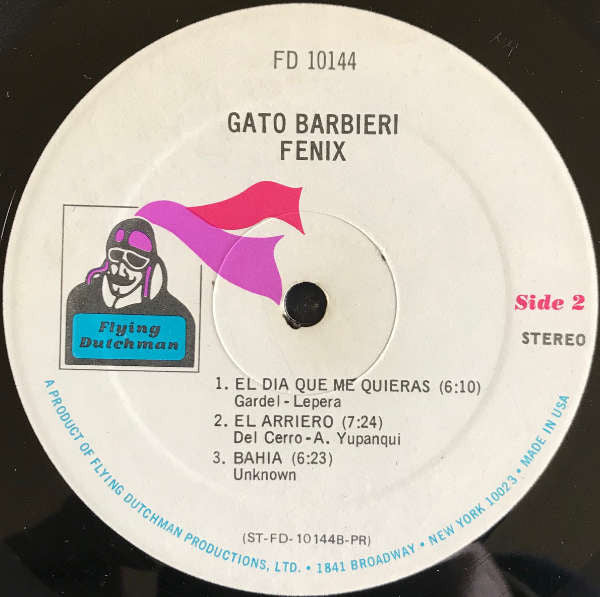 FD 10144
GATO BARBIERI
FENIX
Flying
Dutchman
Side 2
STEREO
1. EL DIA QUE ME QUIERAS (6:10)
Gardel-Lepera
2. EL ARRIERO (7:24)
Del Cerro-A. Yupanqui
3. BAHIA (6:23)
Unknown
(ST-FD-10144B-PR)
A PRODUCT OF FLYING DUTCHMAN PRODUCTIONS, LTD. • 1841 BROADWAY • NEW YORK 10023 • MADE IN USA